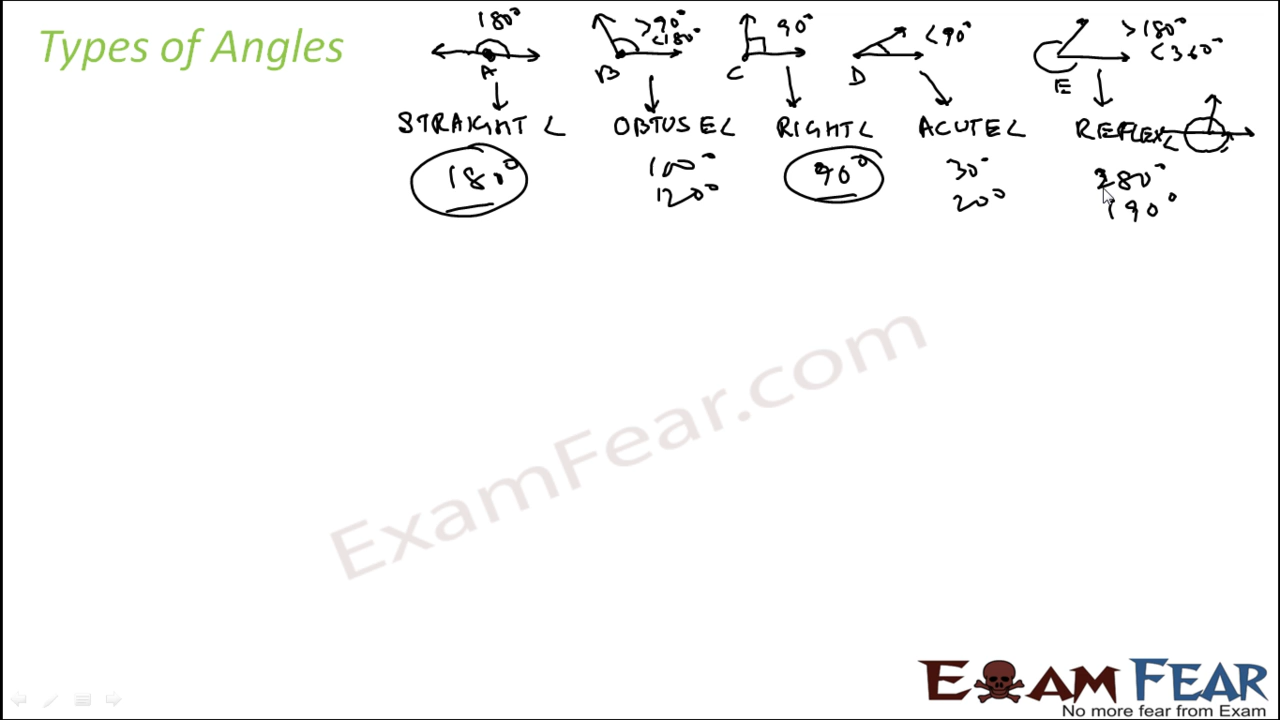 Types of Angles
180° >90° 90° <90° >180°
<180° <360°
A B C D E
STRAIGHT ∠ OBTUSE∠ RIGHT∠ ACUTE∠ REFLEX∠
180° 100° 90° 30° 280°
120° 20° 190°
ExamFear.com
EXAM FEAR
No more fear from Exam